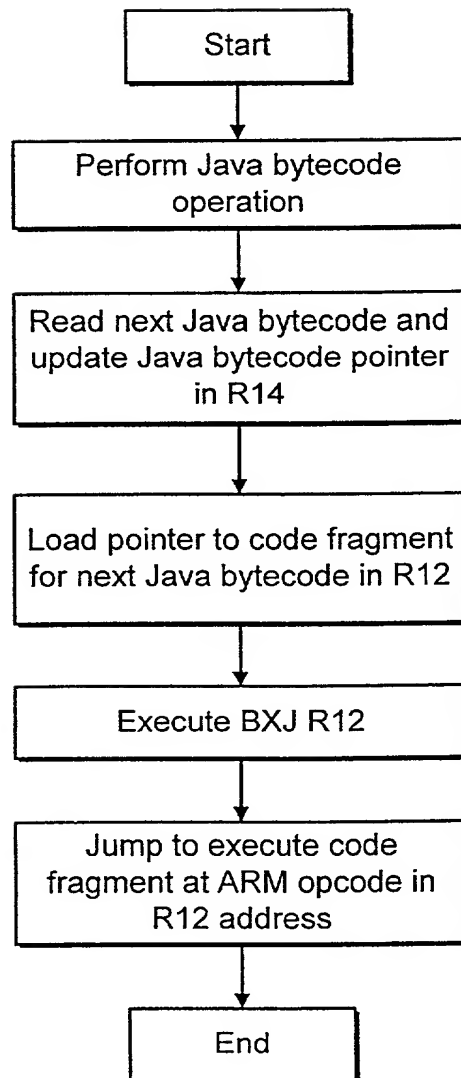 Start
Perform Java bytecode
operation
Read next Java bytecode and
update Java bytecode pointer
in R14
Load pointer to code fragment
for next Java bytecode in R12
Execute BXJ R12
Jump to execute code
fragment at ARM opcode in
R12 address
End